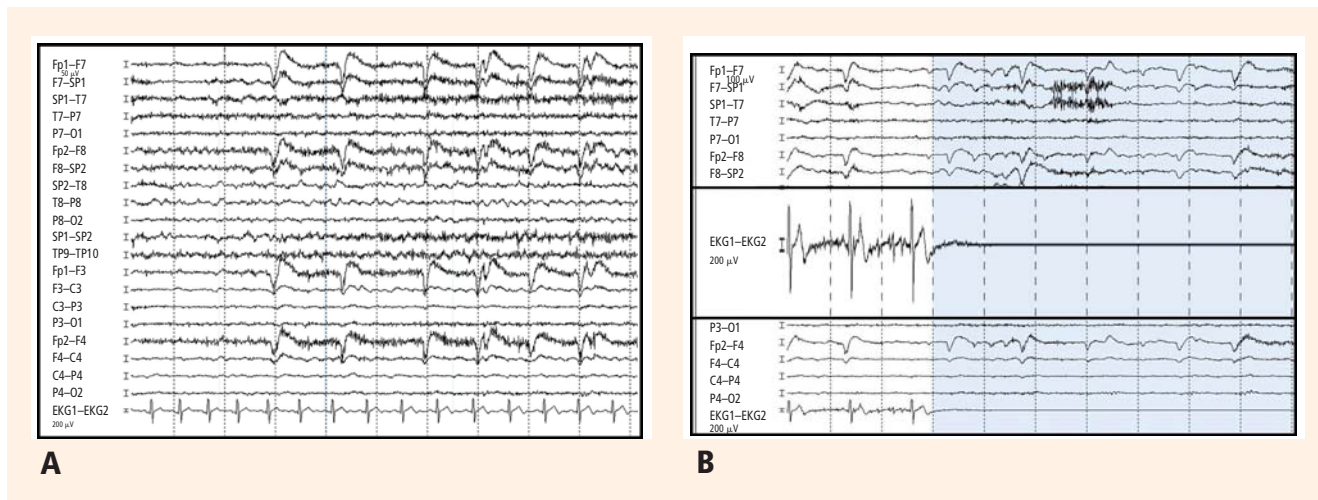 Fp1–F7
50 µV
F7–SP1
SP1–T7
T7–P7
P7–O1
Fp2–F8
F8–SP2
SP2–T8
T8–P8
P8–O2
SP1–SP2
TP9–TP10
Fp1–F3
F3–C3
C3–P3
P3–O1
Fp2–F4
F4–C4
C4–P4
P4–O2
EKG1–EKG2
200 µV
A
Fp1–F7
100 µV
F7–SP1
SP1–T7
T7–P7
P7–O1
Fp2–F8
F8–SP2
EKG1–EKG2
200 µV
P3–O1
Fp2–F4
F4–C4
C4–P4
P4–O2
EKG1–EKG2
200 µV
B